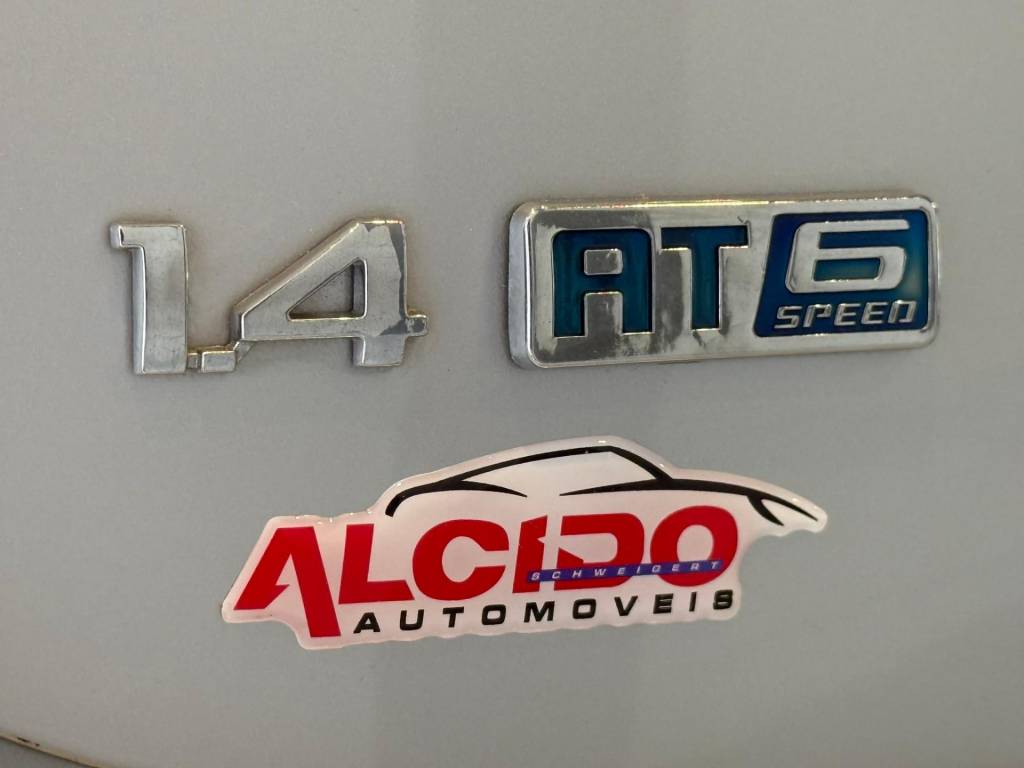 1.4
AT 6
SPEED
ALCIDO
SCHWEIGERT
AUTOMOVEIS